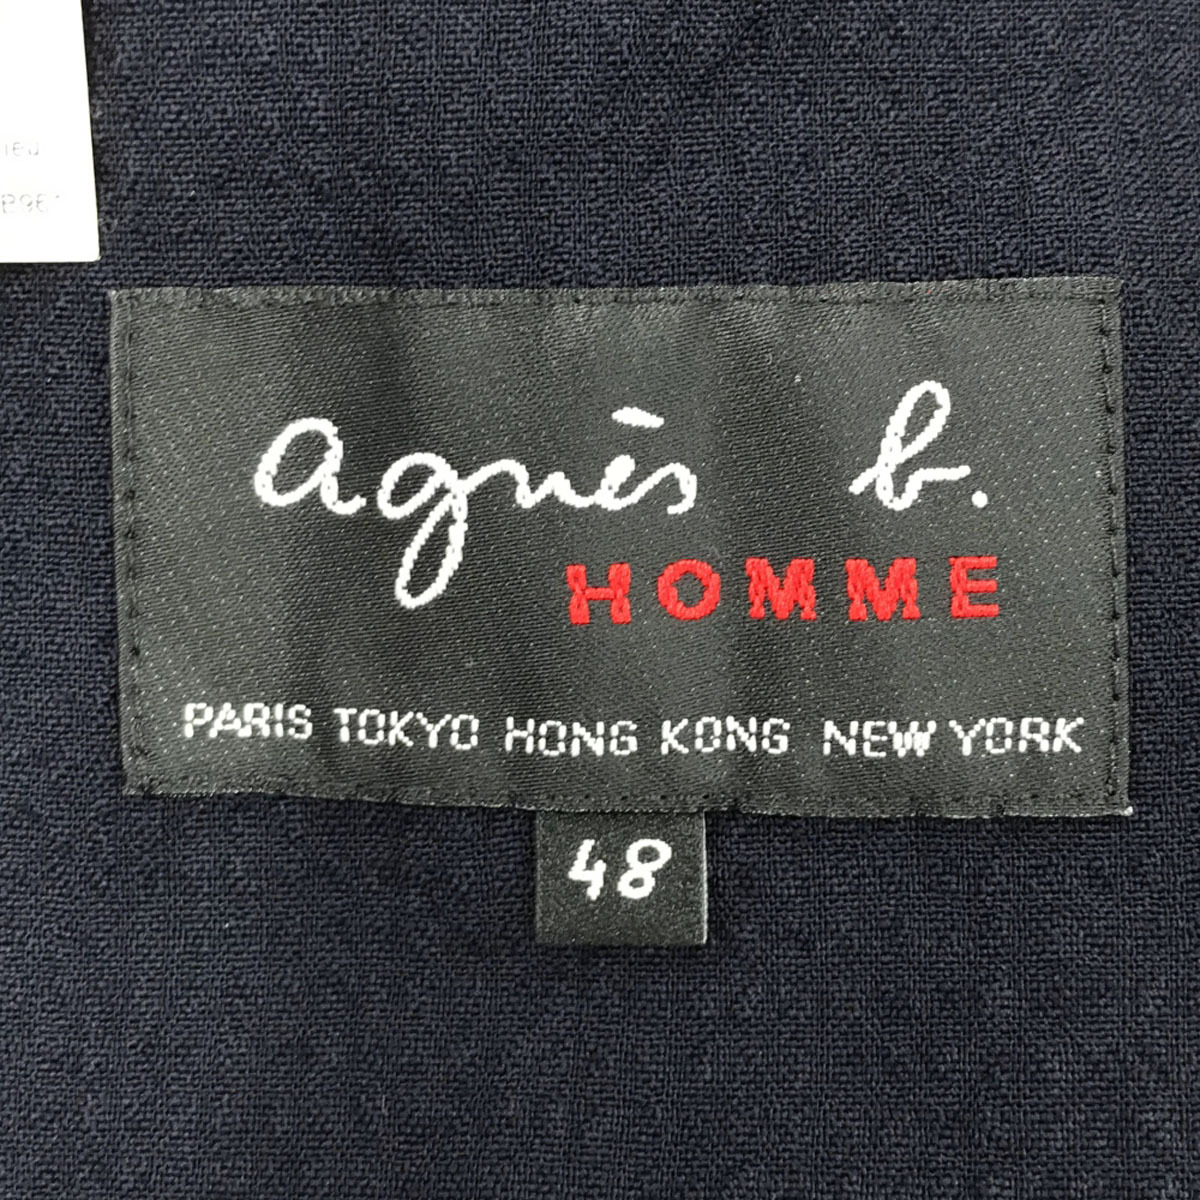 agnès b.
HOMME
PARIS TOKYO HONG KONG NEW YORK
48